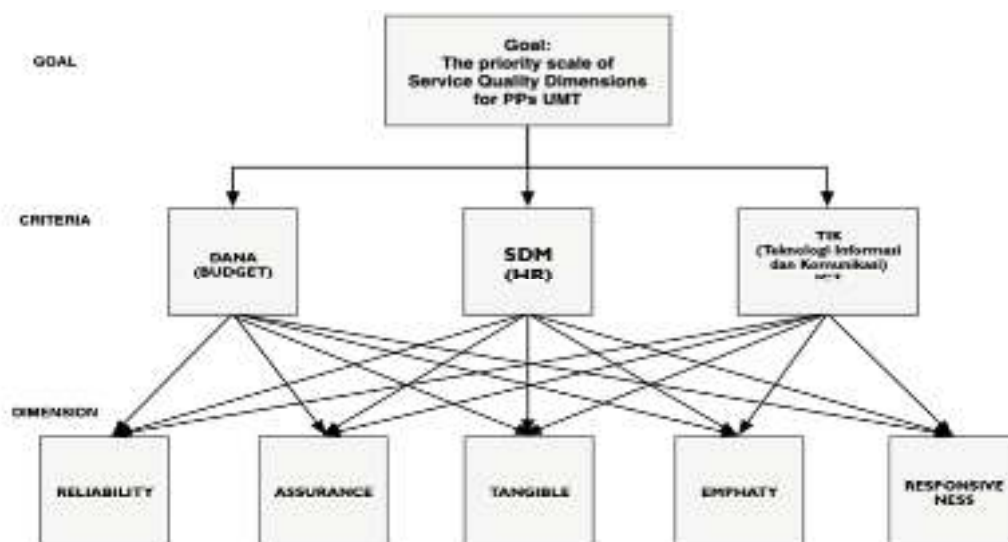 GOAL
Goal:
The priority scale of
Service Quality Dimensions
for PPs UMT
CRITERIA
DANA
(BUDGET)
SDM
(HR)
TIK
(Teknologi Informasi
dan Komunikasi)
DIMENSION
RELIABILITY
ASSURANCE
TANGIBLE
EMPHATY
RESPONSIVE
NESS